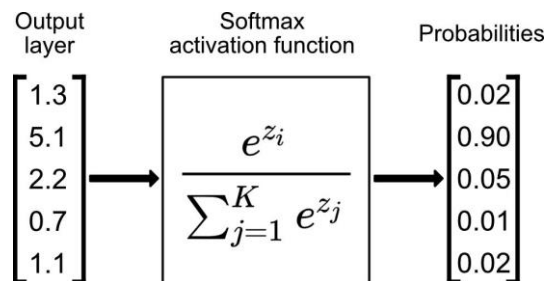 Output
layer
Softmax
activation function
Probabilities
1.3
5.1
2.2
0.7
1.1
e^{z_i}
\sum_{j=1}^{K} e^{z_j}
0.02
0.90
0.05
0.01
0.02